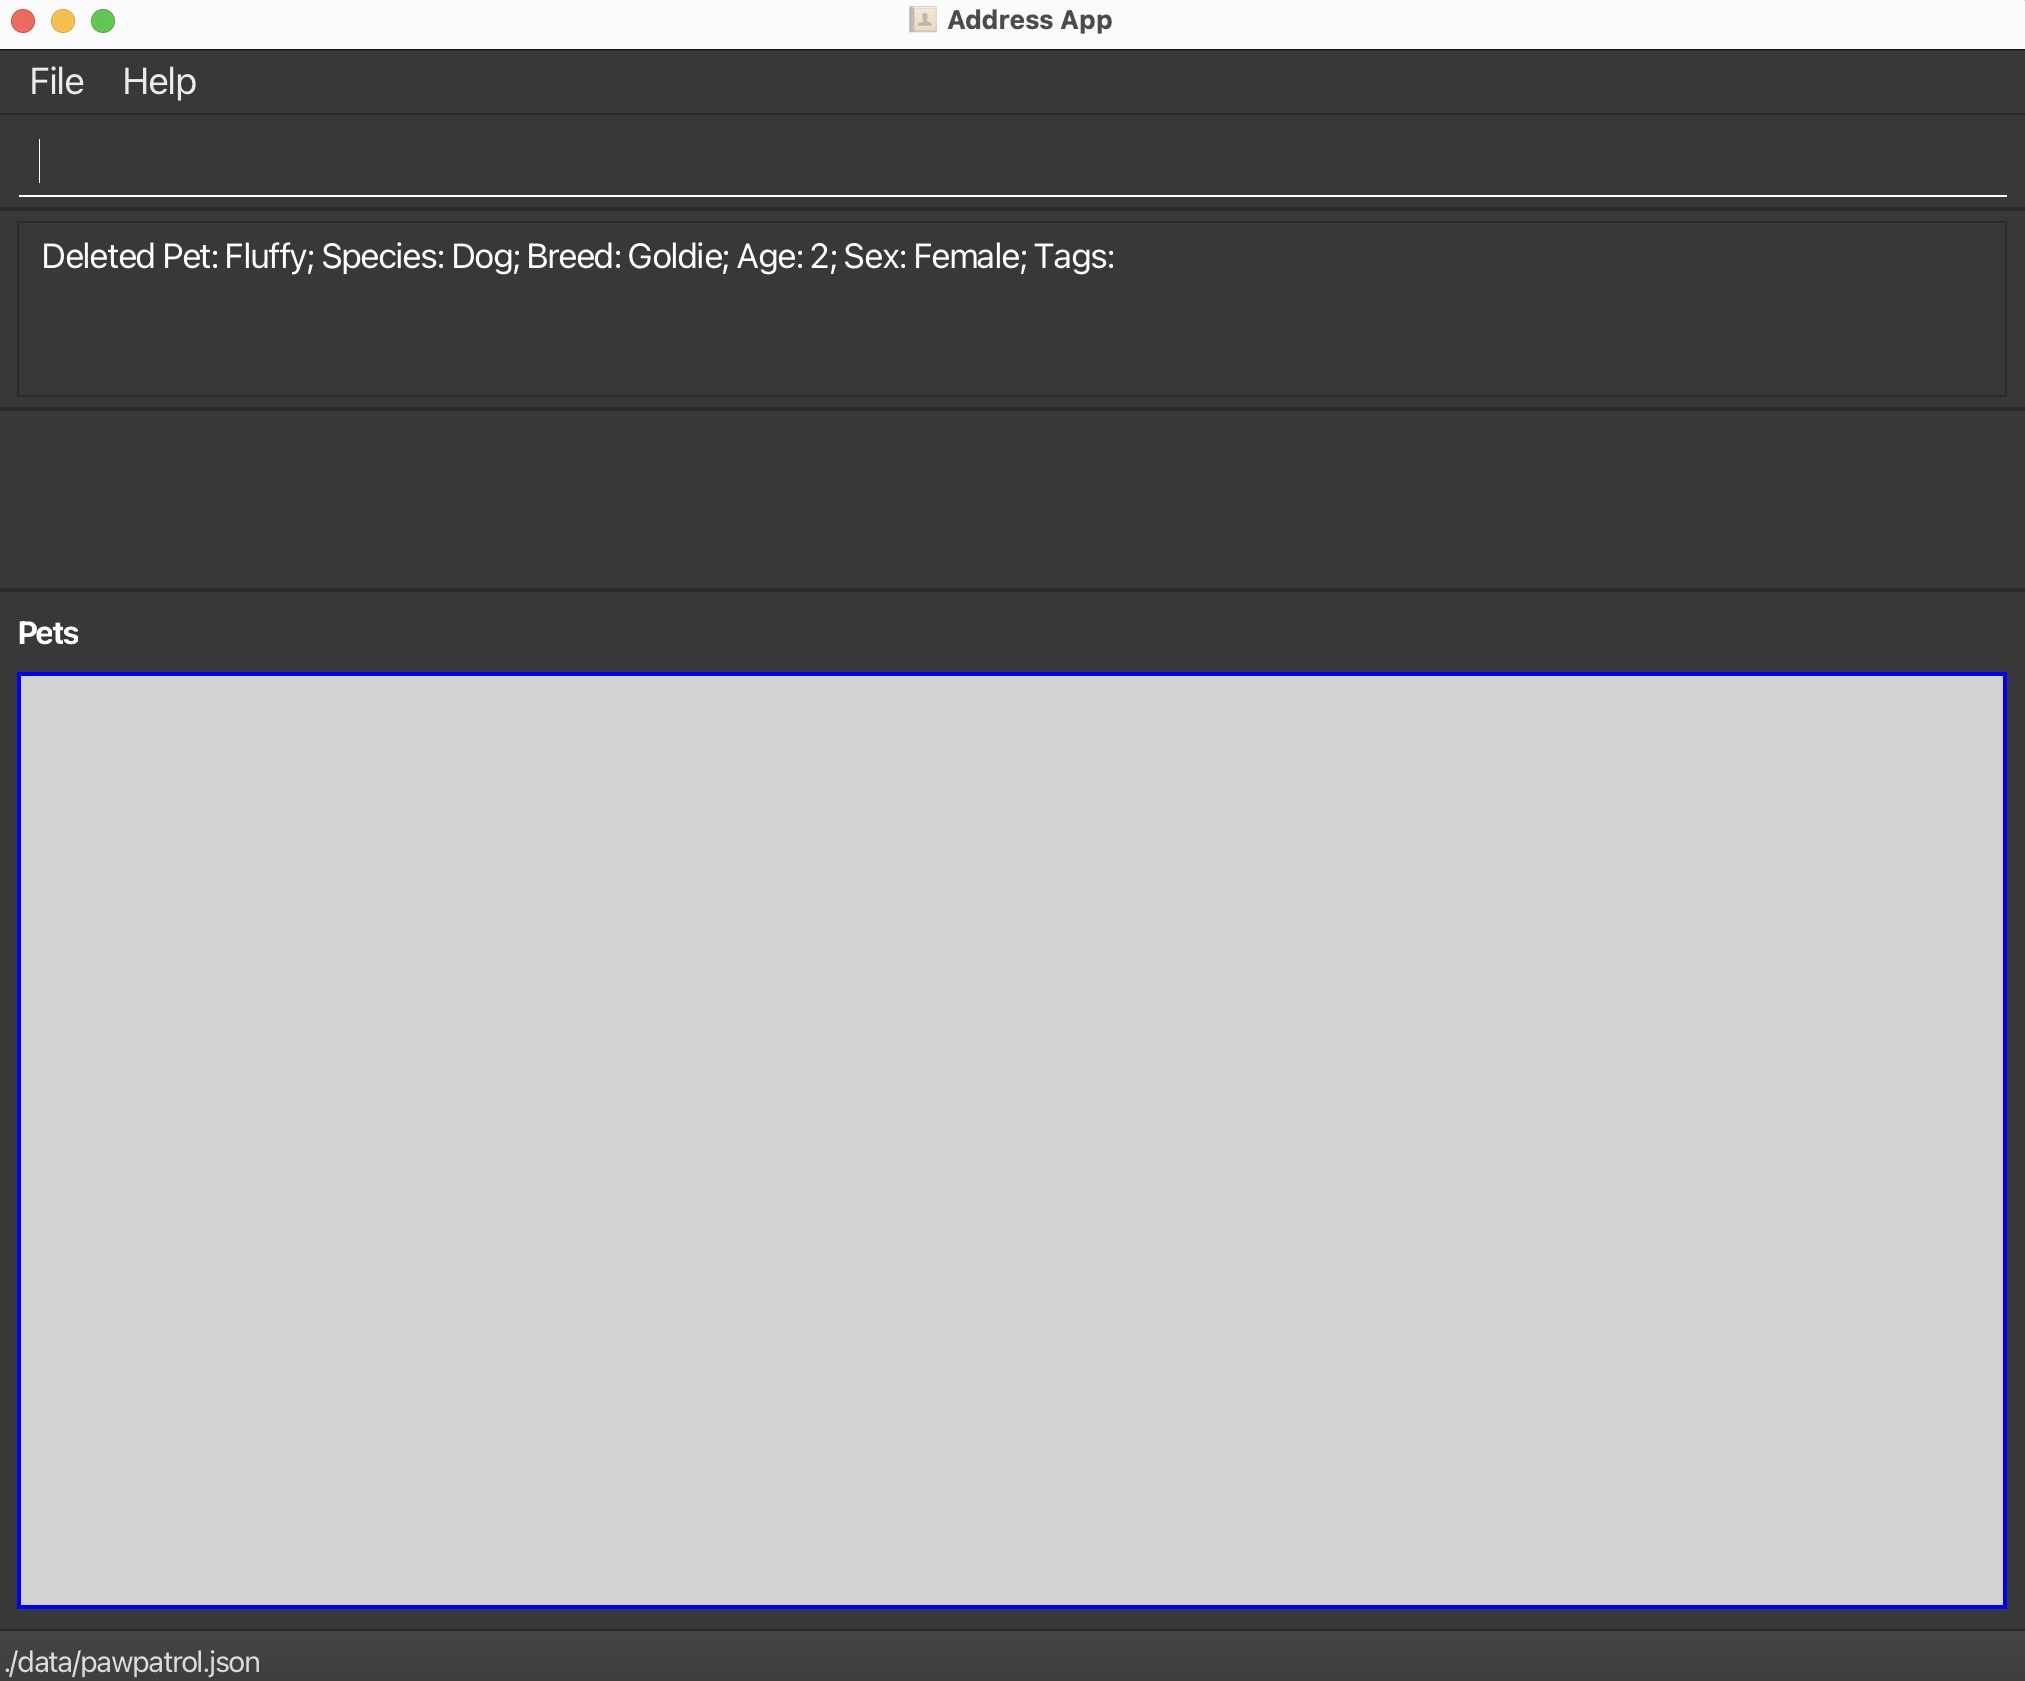 Address App
File Help
Deleted Pet: Fluffy; Species: Dog; Breed: Goldie; Age: 2; Sex: Female; Tags:
Pets
./data/pawpatrol.json